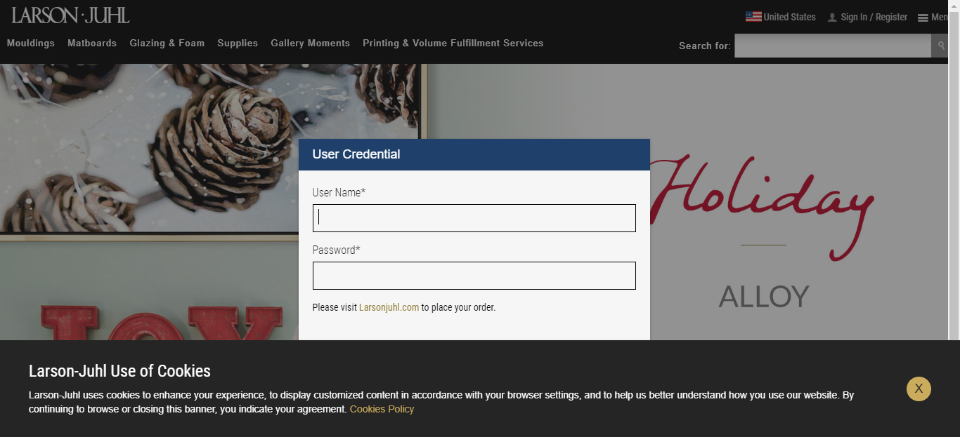 LARSON·JUHL
United States Sign In / Register Men
Mouldings Matboards Glazing & Foam Supplies Gallery Moments Printing & Volume Fulfillment Services
Search for:
User Credential
User Name*
Password*
Please visit Larsonjuhl.com to place your order.
Holiday
ALLOY
JOY
Larson-Juhl Use of Cookies
X
Larson-Juhl uses cookies to enhance your experience, to display customized content in accordance with your browser settings, and to help us better understand how you use our website. By
continuing to browse or closing this banner, you indicate your agreement. Cookies Policy